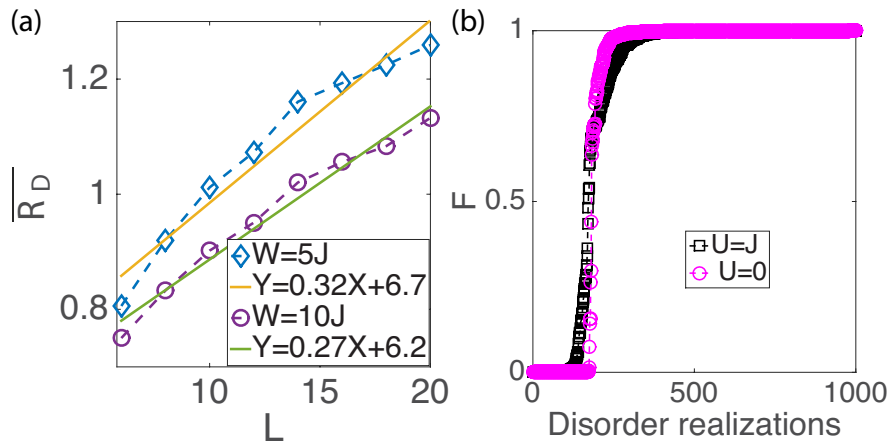 (a)
1.2
1
0.8
R_D
10
15
20
L
W=5J
Y=0.32X+6.7
W=10J
Y=0.27X+6.2
(b)
1
0.5
0
F
0
500
1000
Disorder realizations
U=J
U=0